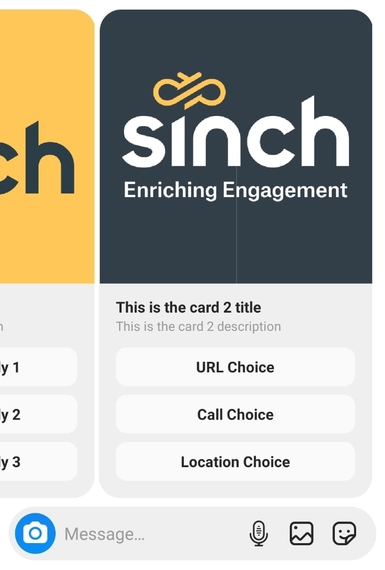 ch
sinch
Enriching Engagement
This is the card 2 title
This is the card 2 description
y 1
URL Choice
y 2
Call Choice
y 3
Location Choice
Message...